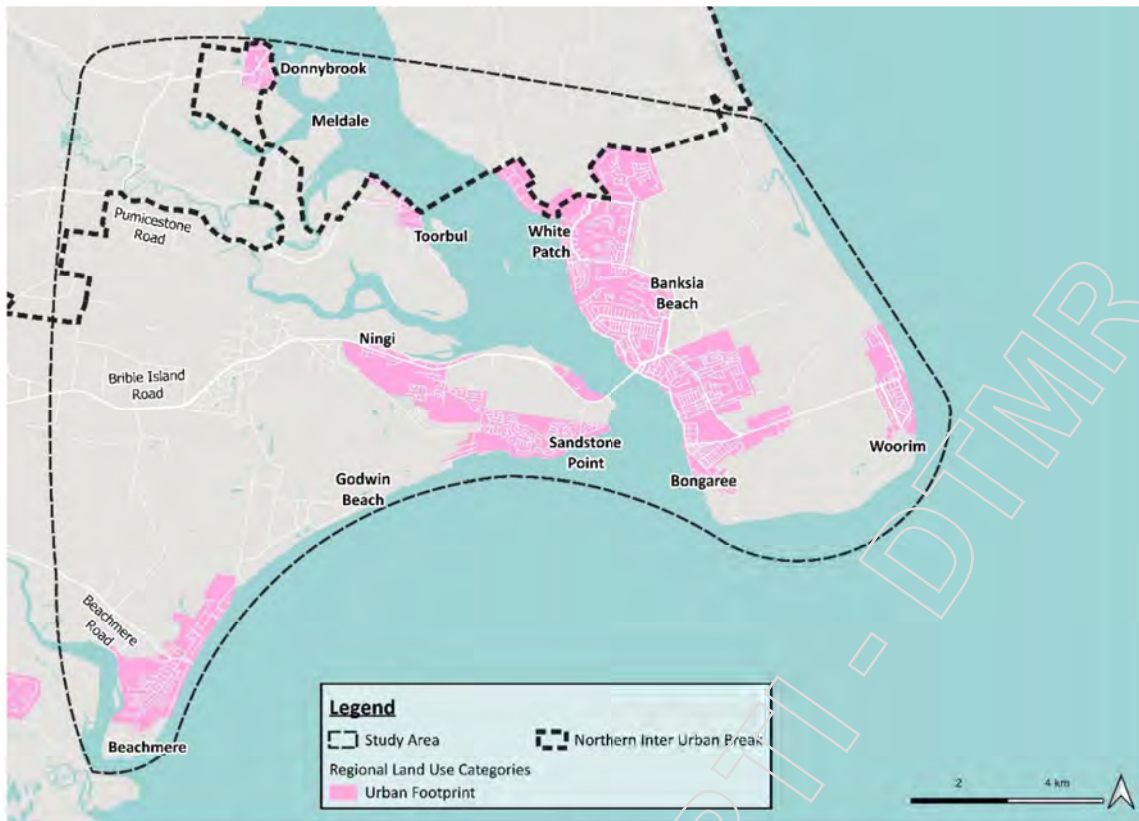 Donnybrook
Meldale
Pumicestone
Road
Toorbul
White
Patch
Banksia
Beach
Ningi
Bribie Island
Road
Sandstone
Point
Woorim
Godwin
Beach
Bongaree
Beachmere
Road
Beachmere
Legend
Study Area
Northern Inter Urban Break
Regional Land Use Categories
Urban Footprint
2
4 km
RTI - DTMR